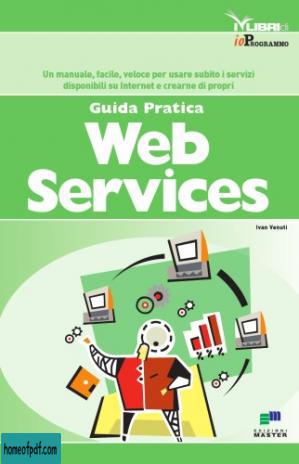 LIBRI di
ioProgrammo
Un manuale, facile, veloce per usare subito i servizi
disponibili su Internet e crearne di propri
Guida Pratica
Web
Services
Ivan Venuti
EDIZIONI
MASTER
homeofpdf.com